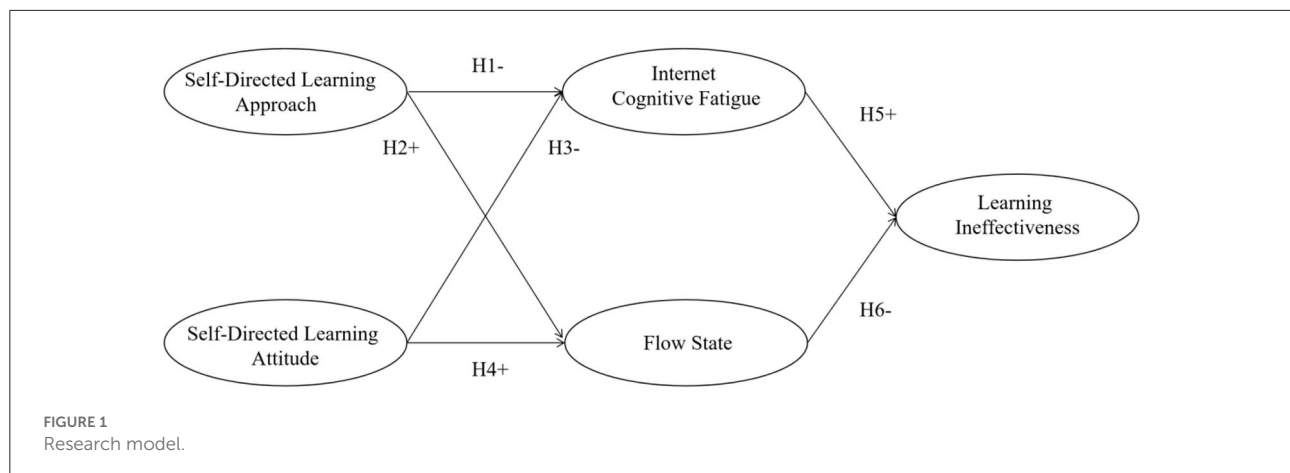 Self-Directed Learning
Approach
H1-
Internet
Cognitive Fatigue
H2+
H3-
H5+
Learning
Ineffectiveness
Self-Directed Learning
Attitude
H4+
Flow State
H6-
FIGURE 1
Research model.